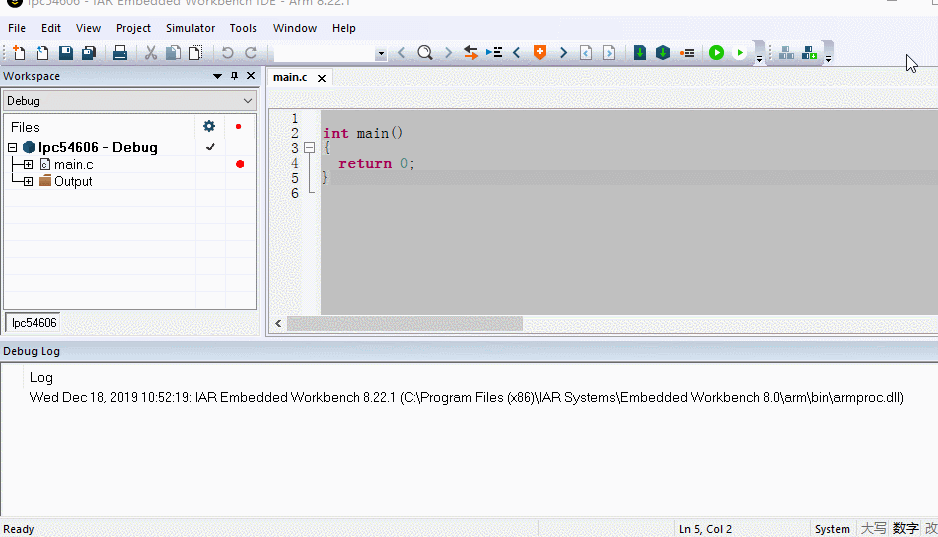 lpc54606 - IAR Embedded Workbench IDE - Arm 8.22.1
File Edit View Project Simulator Tools Window Help
Workspace
main.c
Debug
Files
lpc54606 - Debug
main.c
Output
1
2 int main()
3 {
4 return 0;
5 }
6
lpc54606
Debug Log
Log
Wed Dec 18, 2019 10:52:19: IAR Embedded Workbench 8.22.1 (C:\Program Files (x86)\IAR Systems\Embedded Workbench 8.0\arm\bin\armproc.dll)
Ready Ln 5, Col 2 System 大写 数字 改